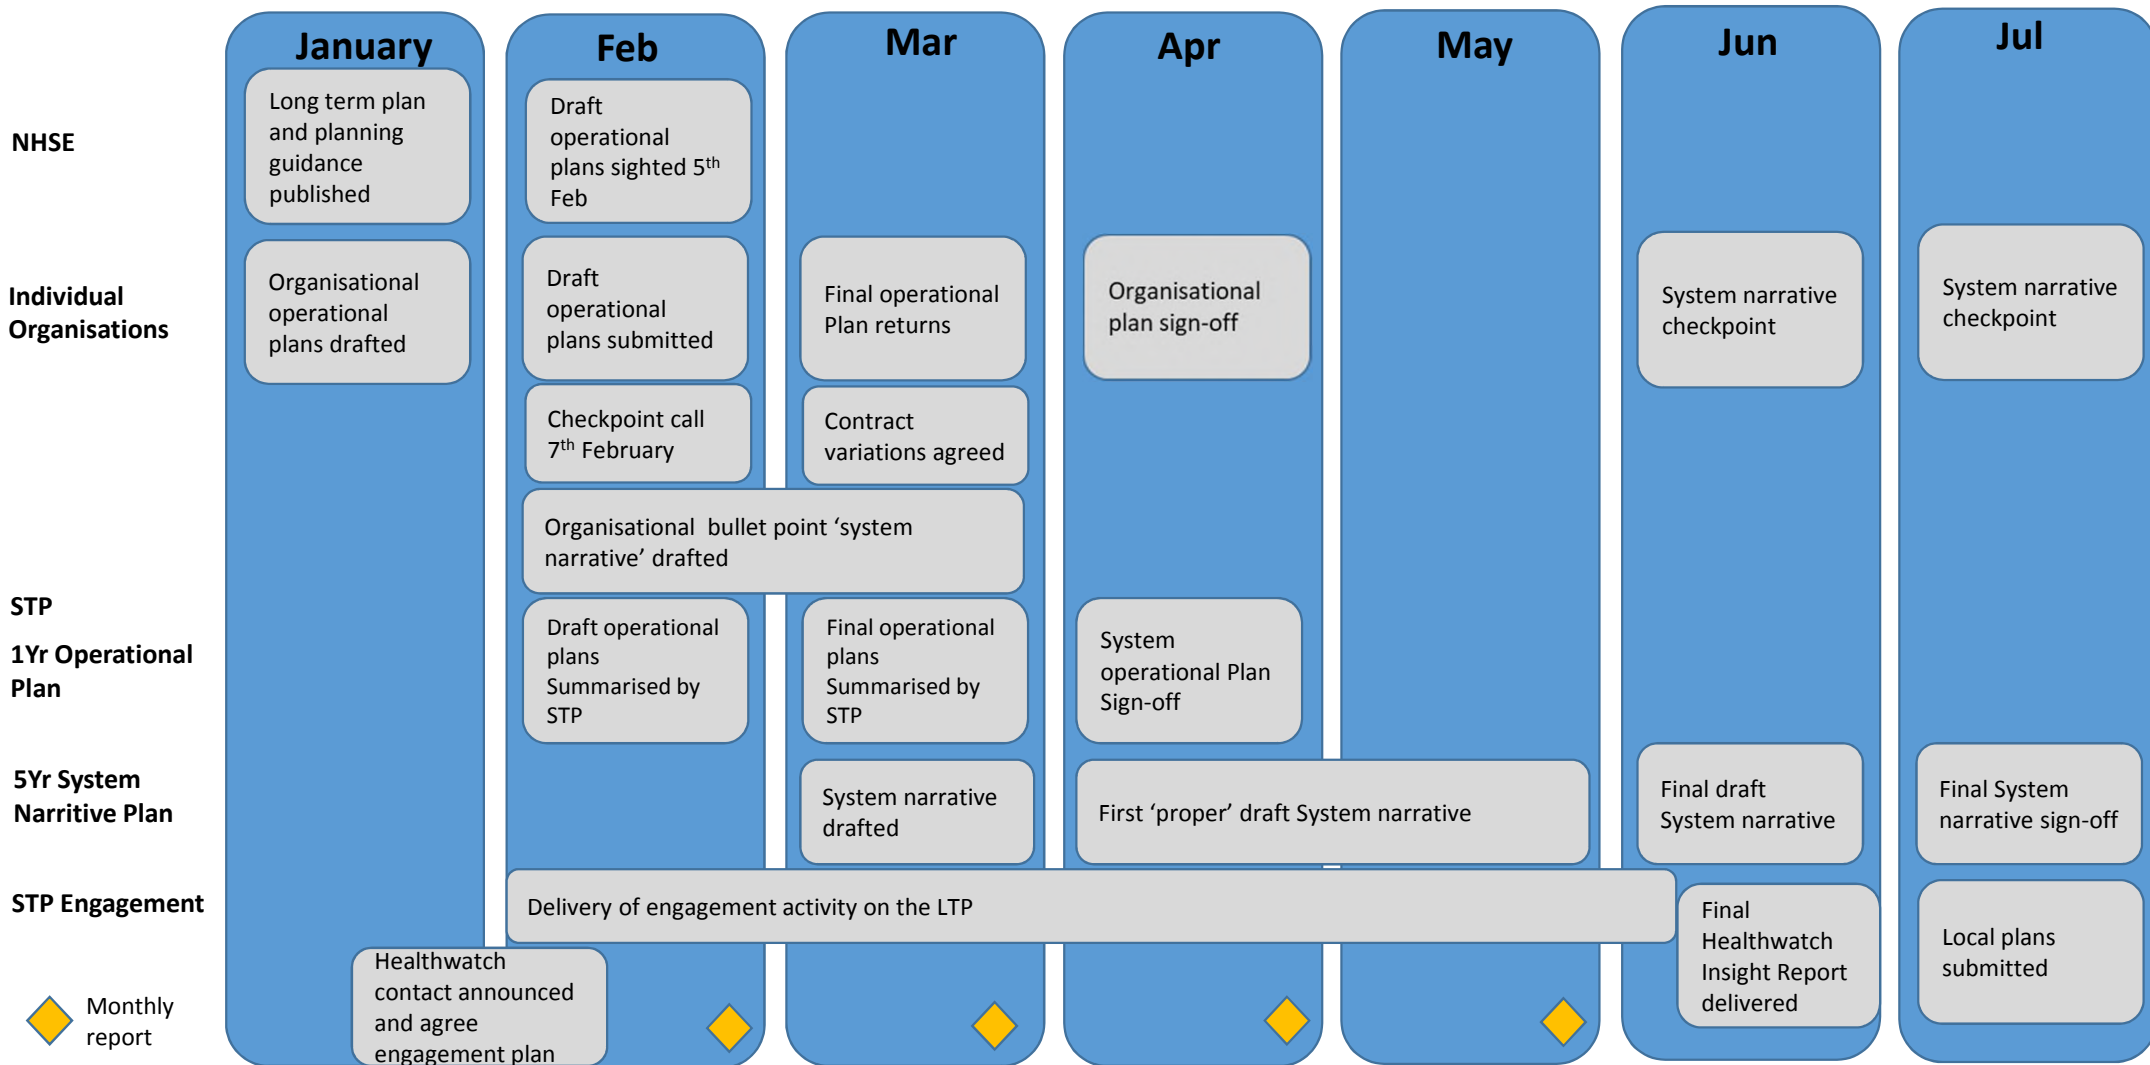 January
Feb
Mar
Apr
May
Jun
Jul
NHSE
Long term plan
and planning
guidance
published
Draft
operational
plans sighted 5th
Feb
Individual
Organisations
Organisational
operational
plans drafted
Draft
operational
plans submitted
Final operational
Plan returns
Organisational
plan sign-off
System narrative
checkpoint
System narrative
checkpoint
Checkpoint call
7th February
Contract
variations agreed
Organisational bullet point ‘system
narrative’ drafted
STP
1Yr Operational
Plan
Draft operational
plans
Summarised by
STP
Final operational
plans
Summarised by
STP
System
operational Plan
Sign-off
5Yr System
Narritive Plan
System narrative
drafted
First ‘proper’ draft System narrative
Final draft
System narrative
Final System
narrative sign-off
STP Engagement
Delivery of engagement activity on the LTP
Final
Healthwatch
Insight Report
delivered
Local plans
submitted
Healthwatch
contact announced
and agree
engagement plan
Monthly
report